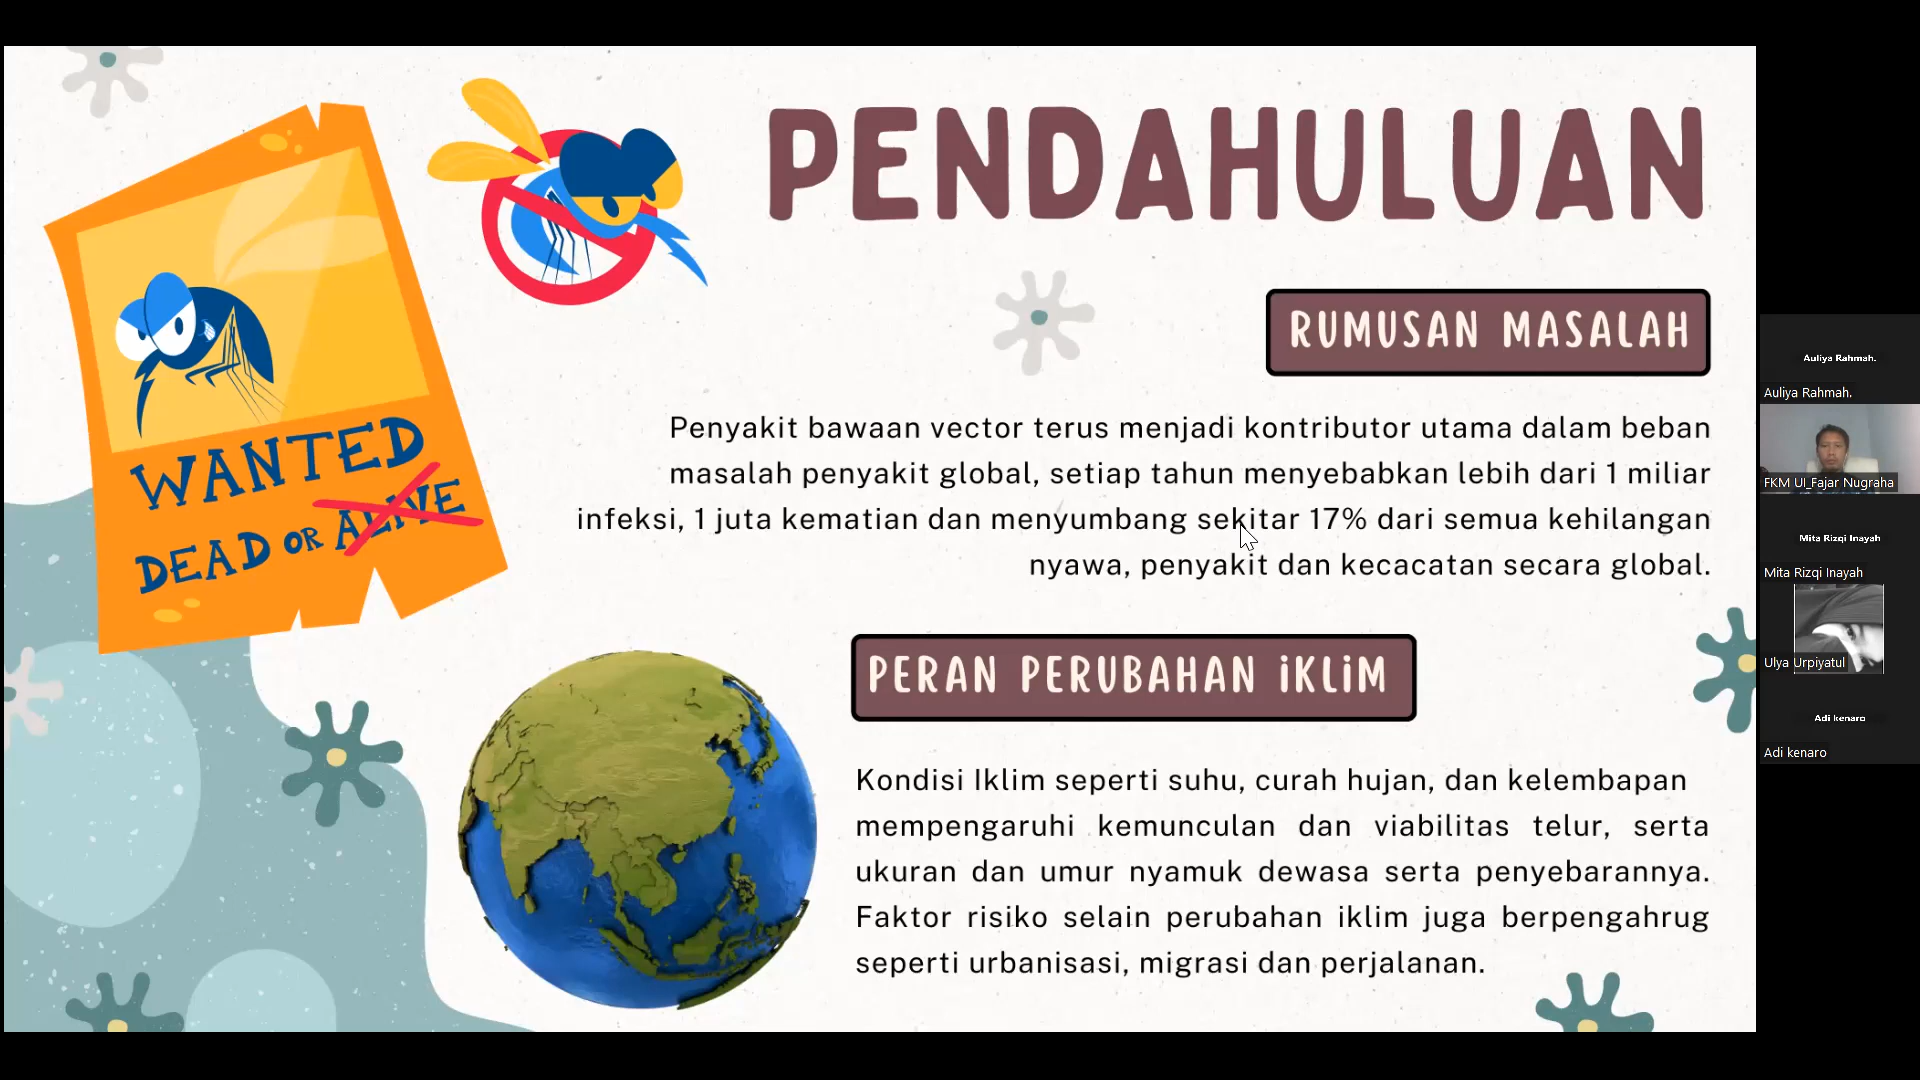 PENDAHULUAN
WANTED
DEAD OR ALIVE
RUMUSAN MASALAH
Penyakit bawaan vector terus menjadi kontributor utama dalam beban
masalah penyakit global, setiap tahun menyebabkan lebih dari 1 miliar
infeksi, 1 juta kematian dan menyumbang sekitar 17% dari semua kehilangan
nyawa, penyakit dan kecacatan secara global.
PERAN PERUBAHAN iKLiM
Kondisi Iklim seperti suhu, curah hujan, dan kelembapan
mempengaruhi kemunculan dan viabilitas telur, serta
ukuran dan umur nyamuk dewasa serta penyebarannya.
Faktor risiko selain perubahan iklim juga berpengahrug
seperti urbanisasi, migrasi dan perjalanan.
Auliya Rahmah.
Auliya Rahmah.
FKM UI_Fajar Nugraha
Mita Rizqi Inayah
Mita Rizqi Inayah
Ulya Urpiyatul
Adi kenaro
Adi kenaro